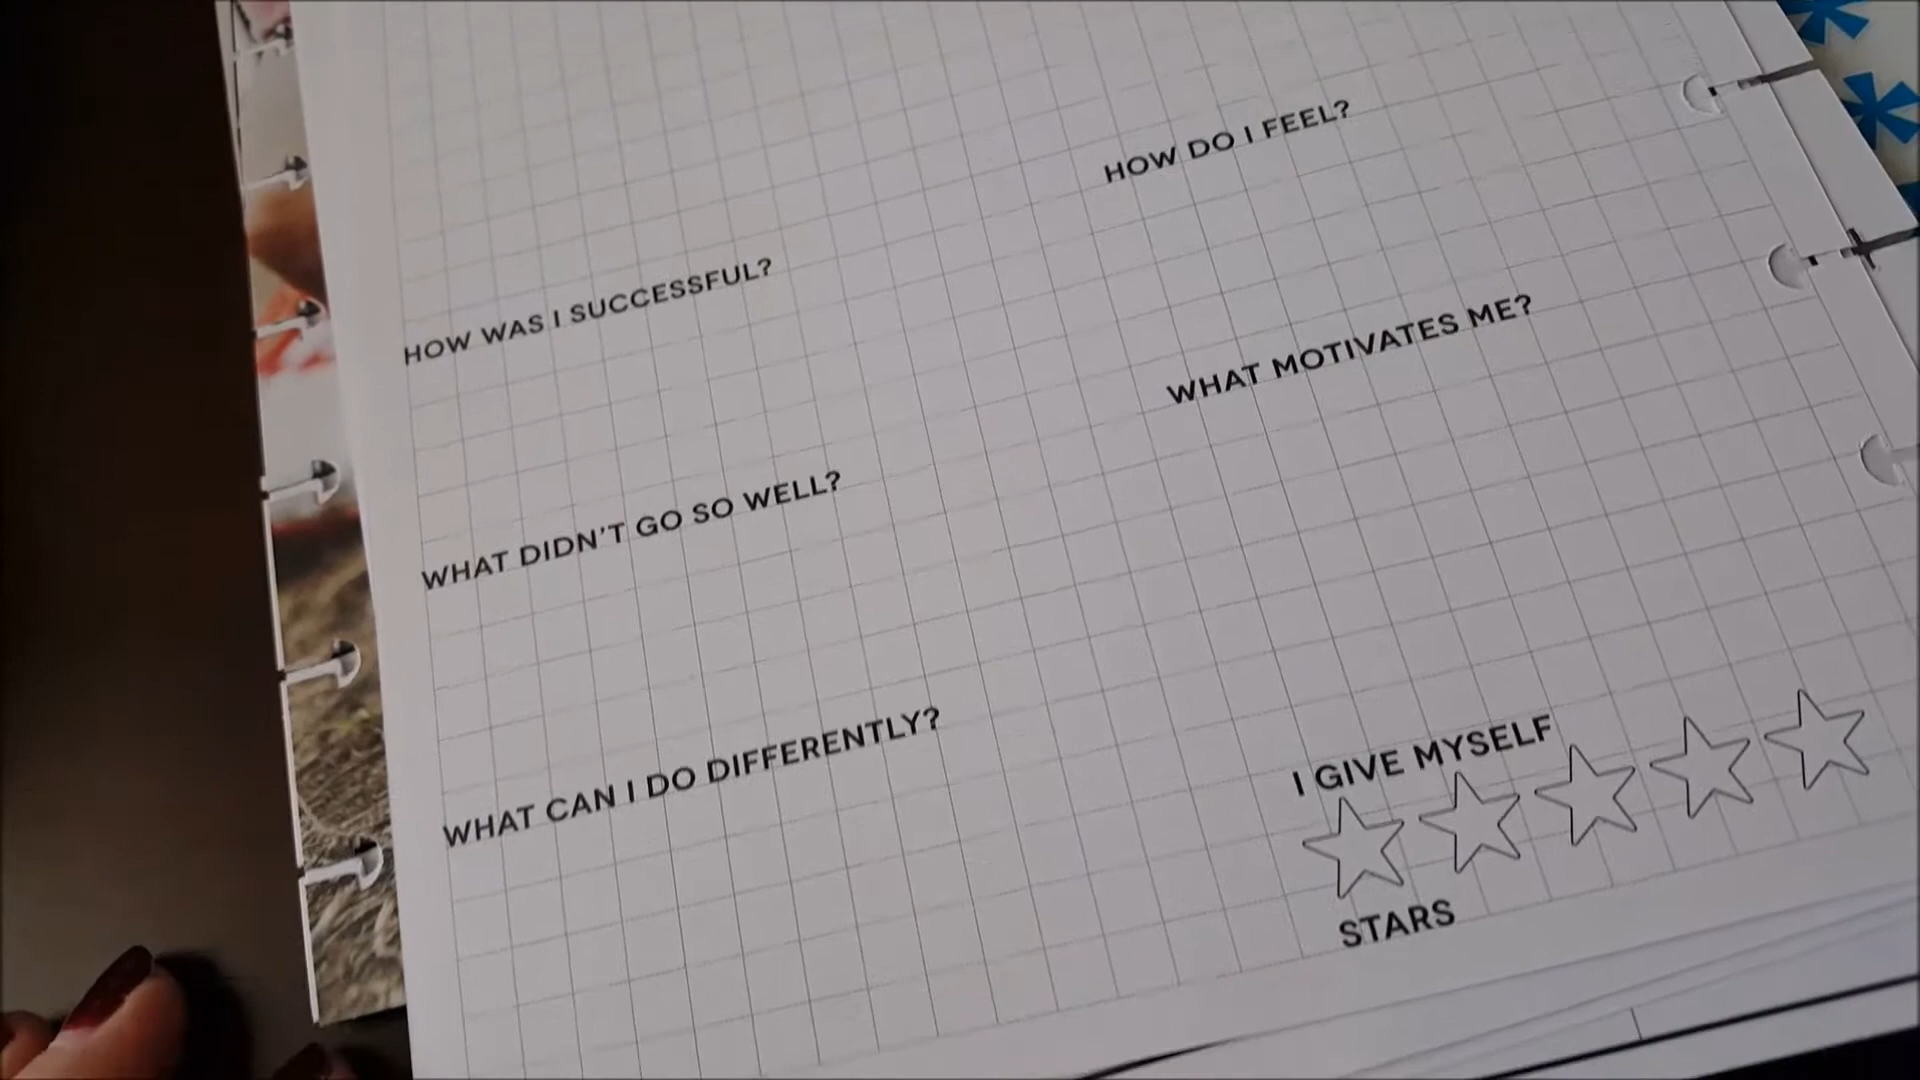 HOW WAS I SUCCESSFUL?
WHAT DIDN'T GO SO WELL?
WHAT CAN I DO DIFFERENTLY?
HOW DO I FEEL?
WHAT MOTIVATES ME?
I GIVE MYSELF
STARS